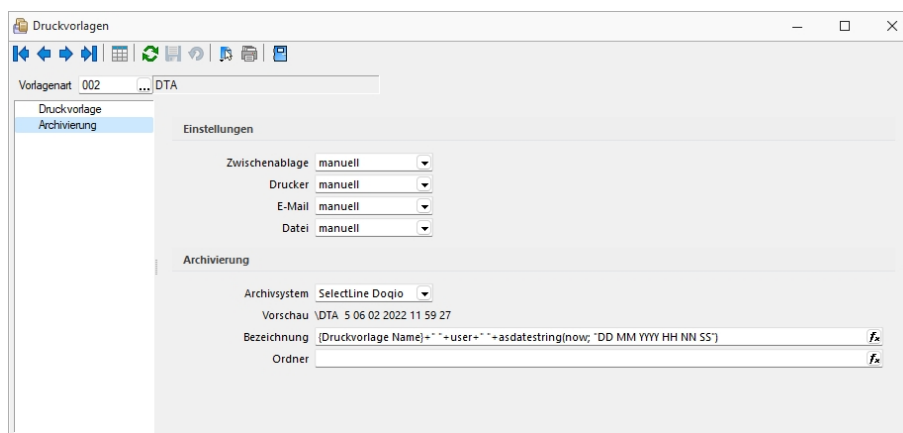 Druckvorlagen
Vorlagenart 002 ... DTA
Druckvorlage
Archivierung
Einstellungen
Zwischenablage manuell
Drucker manuell
E-Mail manuell
Datei manuell
Archivierung
Archivsystem SelectLine Doqio
Vorschau \DTA 5 06 02 2022 11 59 27
Bezeichnung {Druckvorlage Name}+" "+user+" "+asdatestring(now; "DD MM YYYY HH NN SS")
Ordner